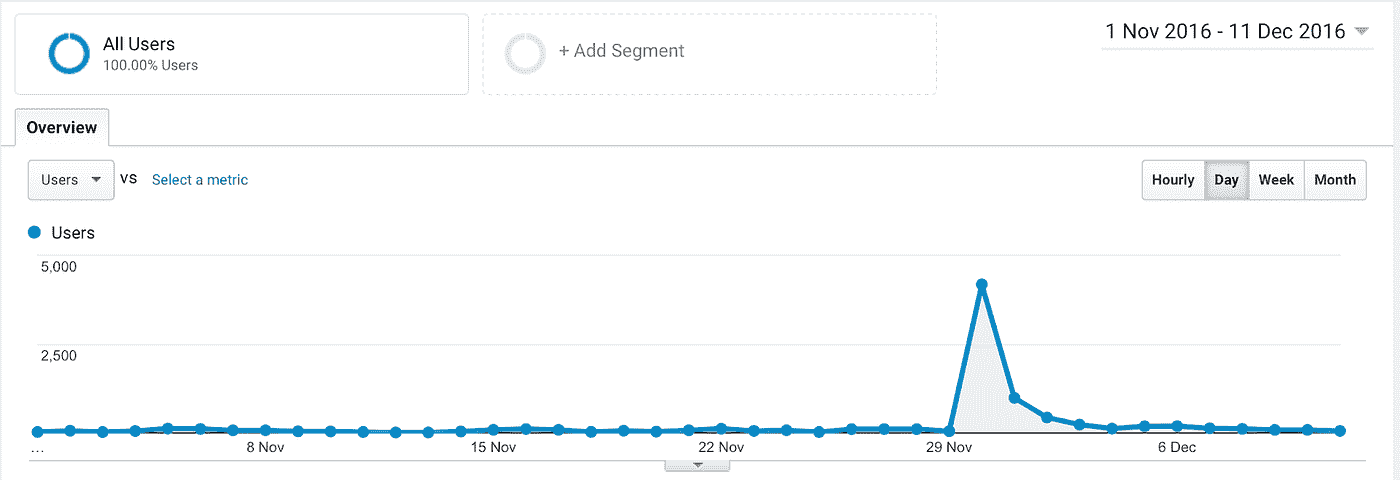 All Users
100.00% Users
+ Add Segment
1 Nov 2016 - 11 Dec 2016
Overview
Users VS Select a metric
Hourly Day Week Month
Users
5,000
2,500
... 8 Nov 15 Nov 22 Nov 29 Nov 6 Dec